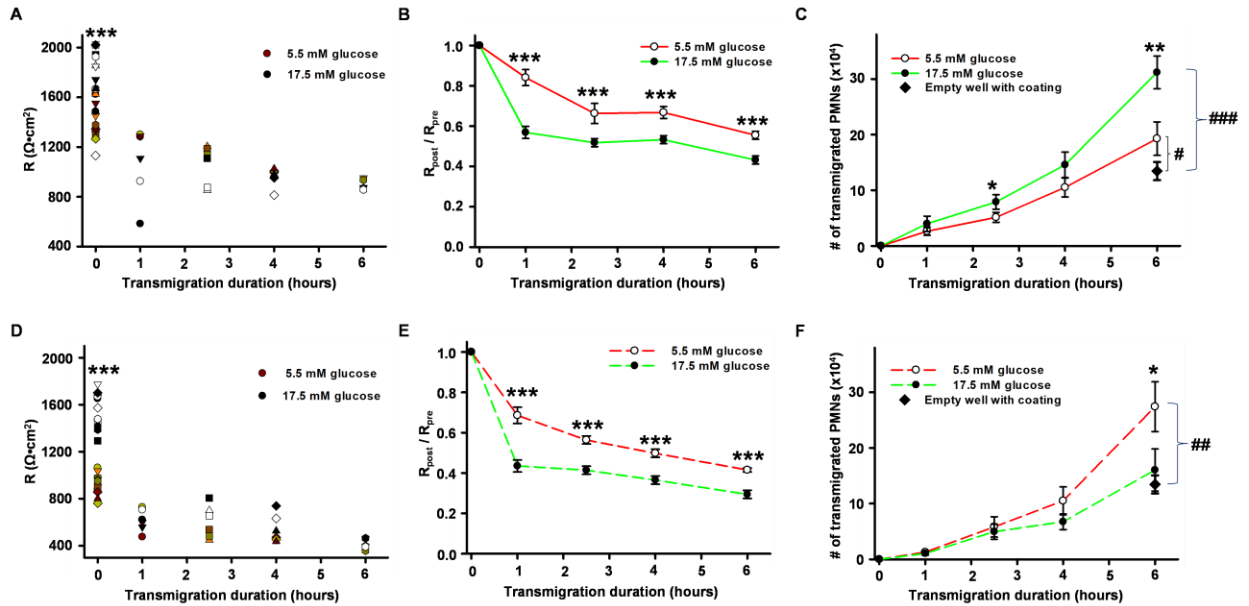 A
R (Ω•cm²)
2000
1600
1200
800
400
***
5.5 mM glucose
17.5 mM glucose
0 1 2 3 4 5 6
Transmigration duration (hours)
B
Rpost / Rpre
1.0
0.8
0.6
0.4
0.2
0.0
5.5 mM glucose
17.5 mM glucose
***
***
***
***
0 1 2 3 4 5 6
Transmigration duration (hours)
C
# of transmigrated PMNs (x10⁴)
30
20
10
0
5.5 mM glucose
17.5 mM glucose
Empty well with coating
*
**
#
###
0 1 2 3 4 5 6
Transmigration duration (hours)
D
R (Ω•cm²)
2000
1600
1200
800
400
***
5.5 mM glucose
17.5 mM glucose
0 1 2 3 4 5 6
Transmigration duration (hours)
E
Rpost / Rpre
1.0
0.8
0.6
0.4
0.2
0.0
5.5 mM glucose
17.5 mM glucose
***
***
***
***
0 1 2 3 4 5 6
Transmigration duration (hours)
F
# of transmigrated PMNs (x10⁴)
30
20
10
0
5.5 mM glucose
17.5 mM glucose
Empty well with coating
*
##
0 1 2 3 4 5 6
Transmigration duration (hours)